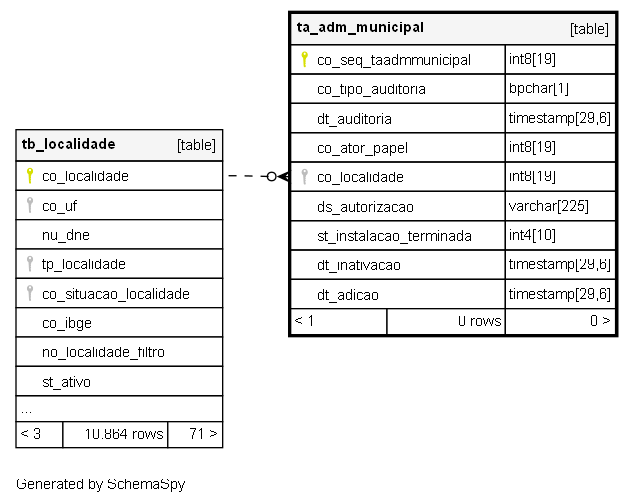 ta_adm_municipal [table]
co_seq_taadmmunicipal int8[19]
co_tipo_auditoria bpchar[1]
dt_auditoria timestamp[29,6]
co_ator_papel int8[19]
co_localidade int8[19]
ds_autorizacao varchar[225]
st_instalacao_terminada int4[10]
dt_inativacao timestamp[29,6]
dt_adicao timestamp[29,6]
< 1 0 rows 0 >
tb_localidade [table]
co_localidade
co_uf
nu_dne
tp_localidade
co_situacao_localidade
co_ibge
no_localidade_filtro
st_ativo
...
< 3 10.864 rows 71 >
Generated by SchemaSpy